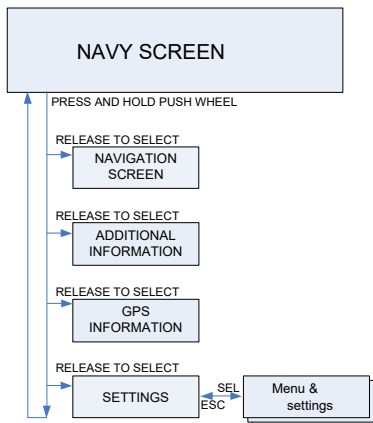 NAVY SCREEN
PRESS AND HOLD PUSH WHEEL
RELEASE TO SELECT
NAVIGATION
SCREEN
RELEASE TO SELECT
ADDITIONAL
INFORMATION
RELEASE TO SELECT
GPS
INFORMATION
RELEASE TO SELECT
SETTINGS
SEL
ESC
Menu &
settings